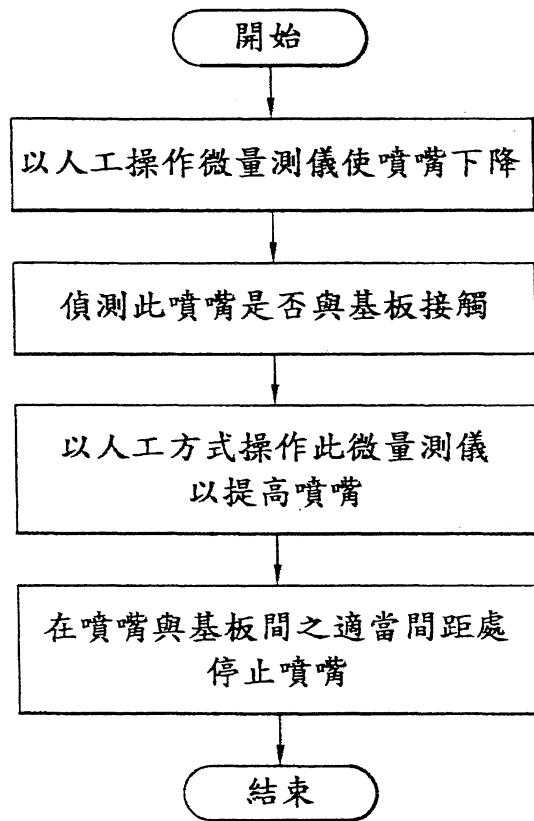 開始
以人工操作微量測儀使噴嘴下降
偵測此噴嘴是否與基板接觸
以人工方式操作此微量測儀
以提高噴嘴
在噴嘴與基板間之適當間距處
停止噴嘴
結束